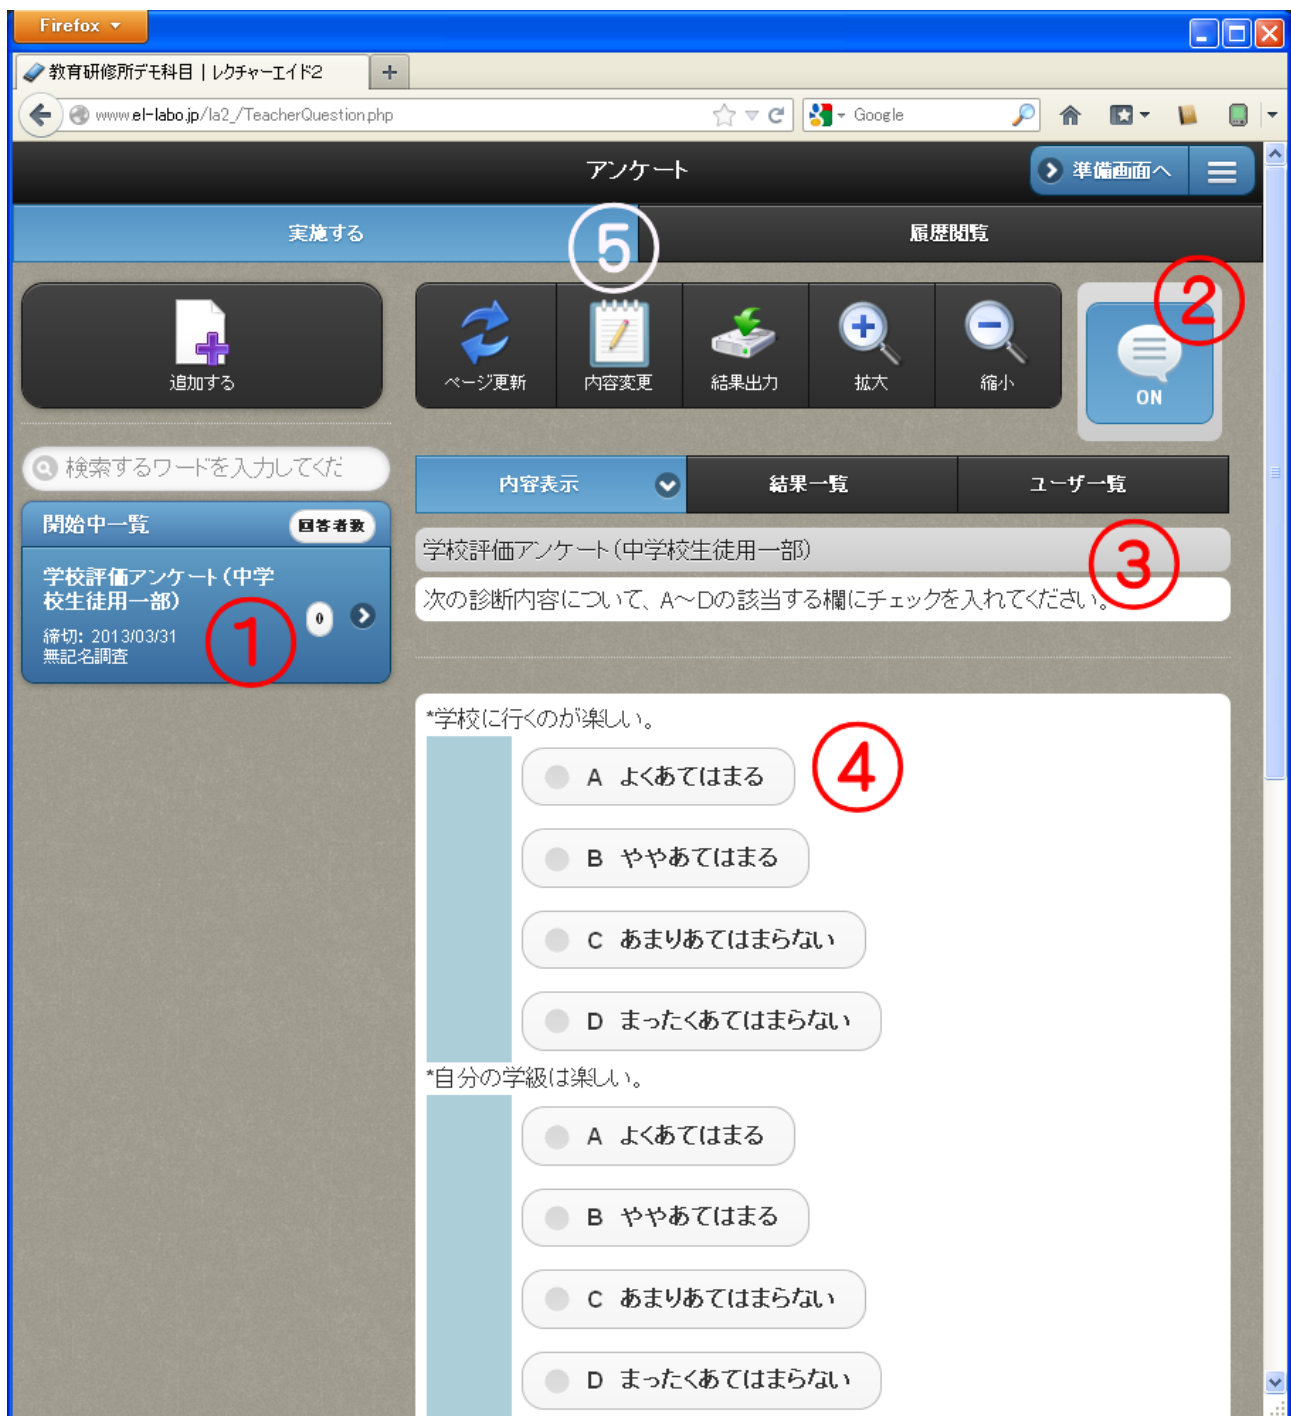 Firefox
教育研修所デモ科目 | レクチャーエイド2
www.el-labo.jp/la2_/TeacherQuestion.php
Google
アンケート
準備画面へ
実施する
⑤
履歴閲覧
②
追加する
ページ更新
内容変更
結果出力
拡大
縮小
ON
検索するワードを入力してくだ
内容表示
結果一覧
ユーザ一覧
開始中一覧
回答者数
学校評価アンケート(中学
校生徒用一部)
0
締切: 2013/03/31
無記名調査
①
学校評価アンケート(中学校生徒用一部)
③
次の診断内容について、A～Dの該当する欄にチェックを入れてください。
*学校に行くのが楽しい。
④
A よくあてはまる
B ややあてはまる
C あまりあてはまらない
D まったくあてはまらない
*自分の学級は楽しい。
A よくあてはまる
B ややあてはまる
C あまりあてはまらない
D まったくあてはまらない